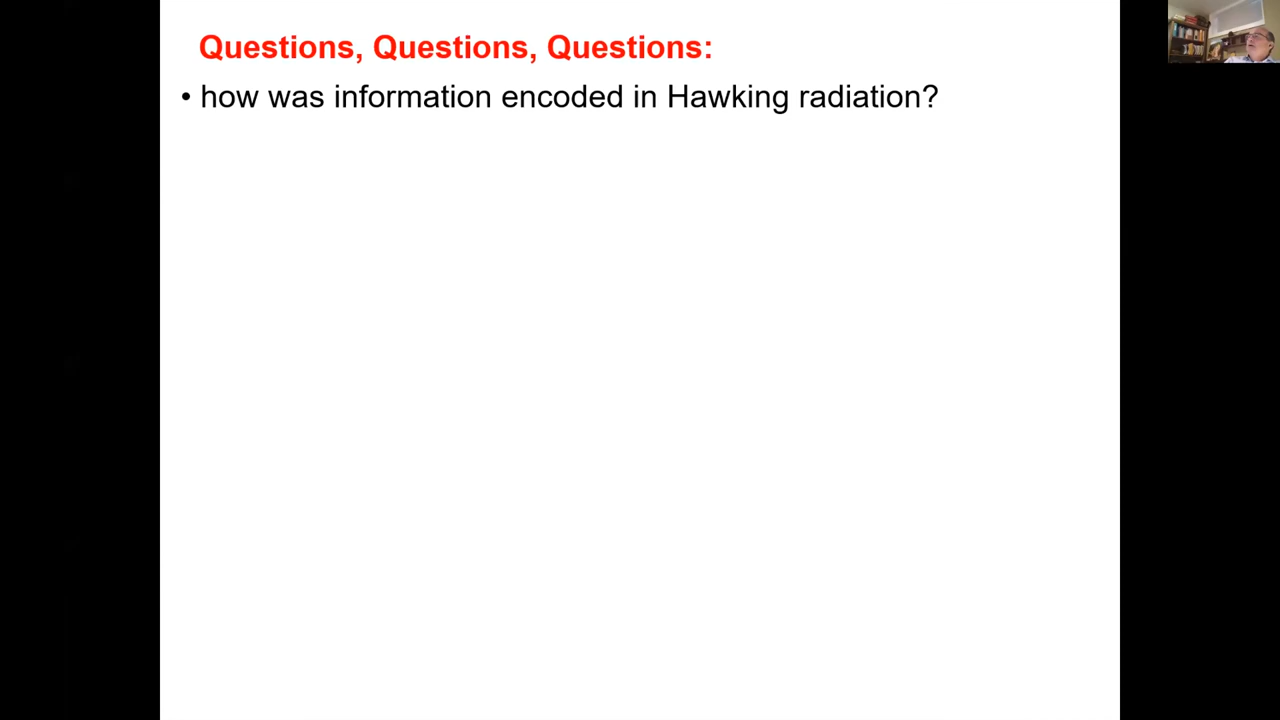 Questions, Questions, Questions:
• how was information encoded in Hawking radiation?